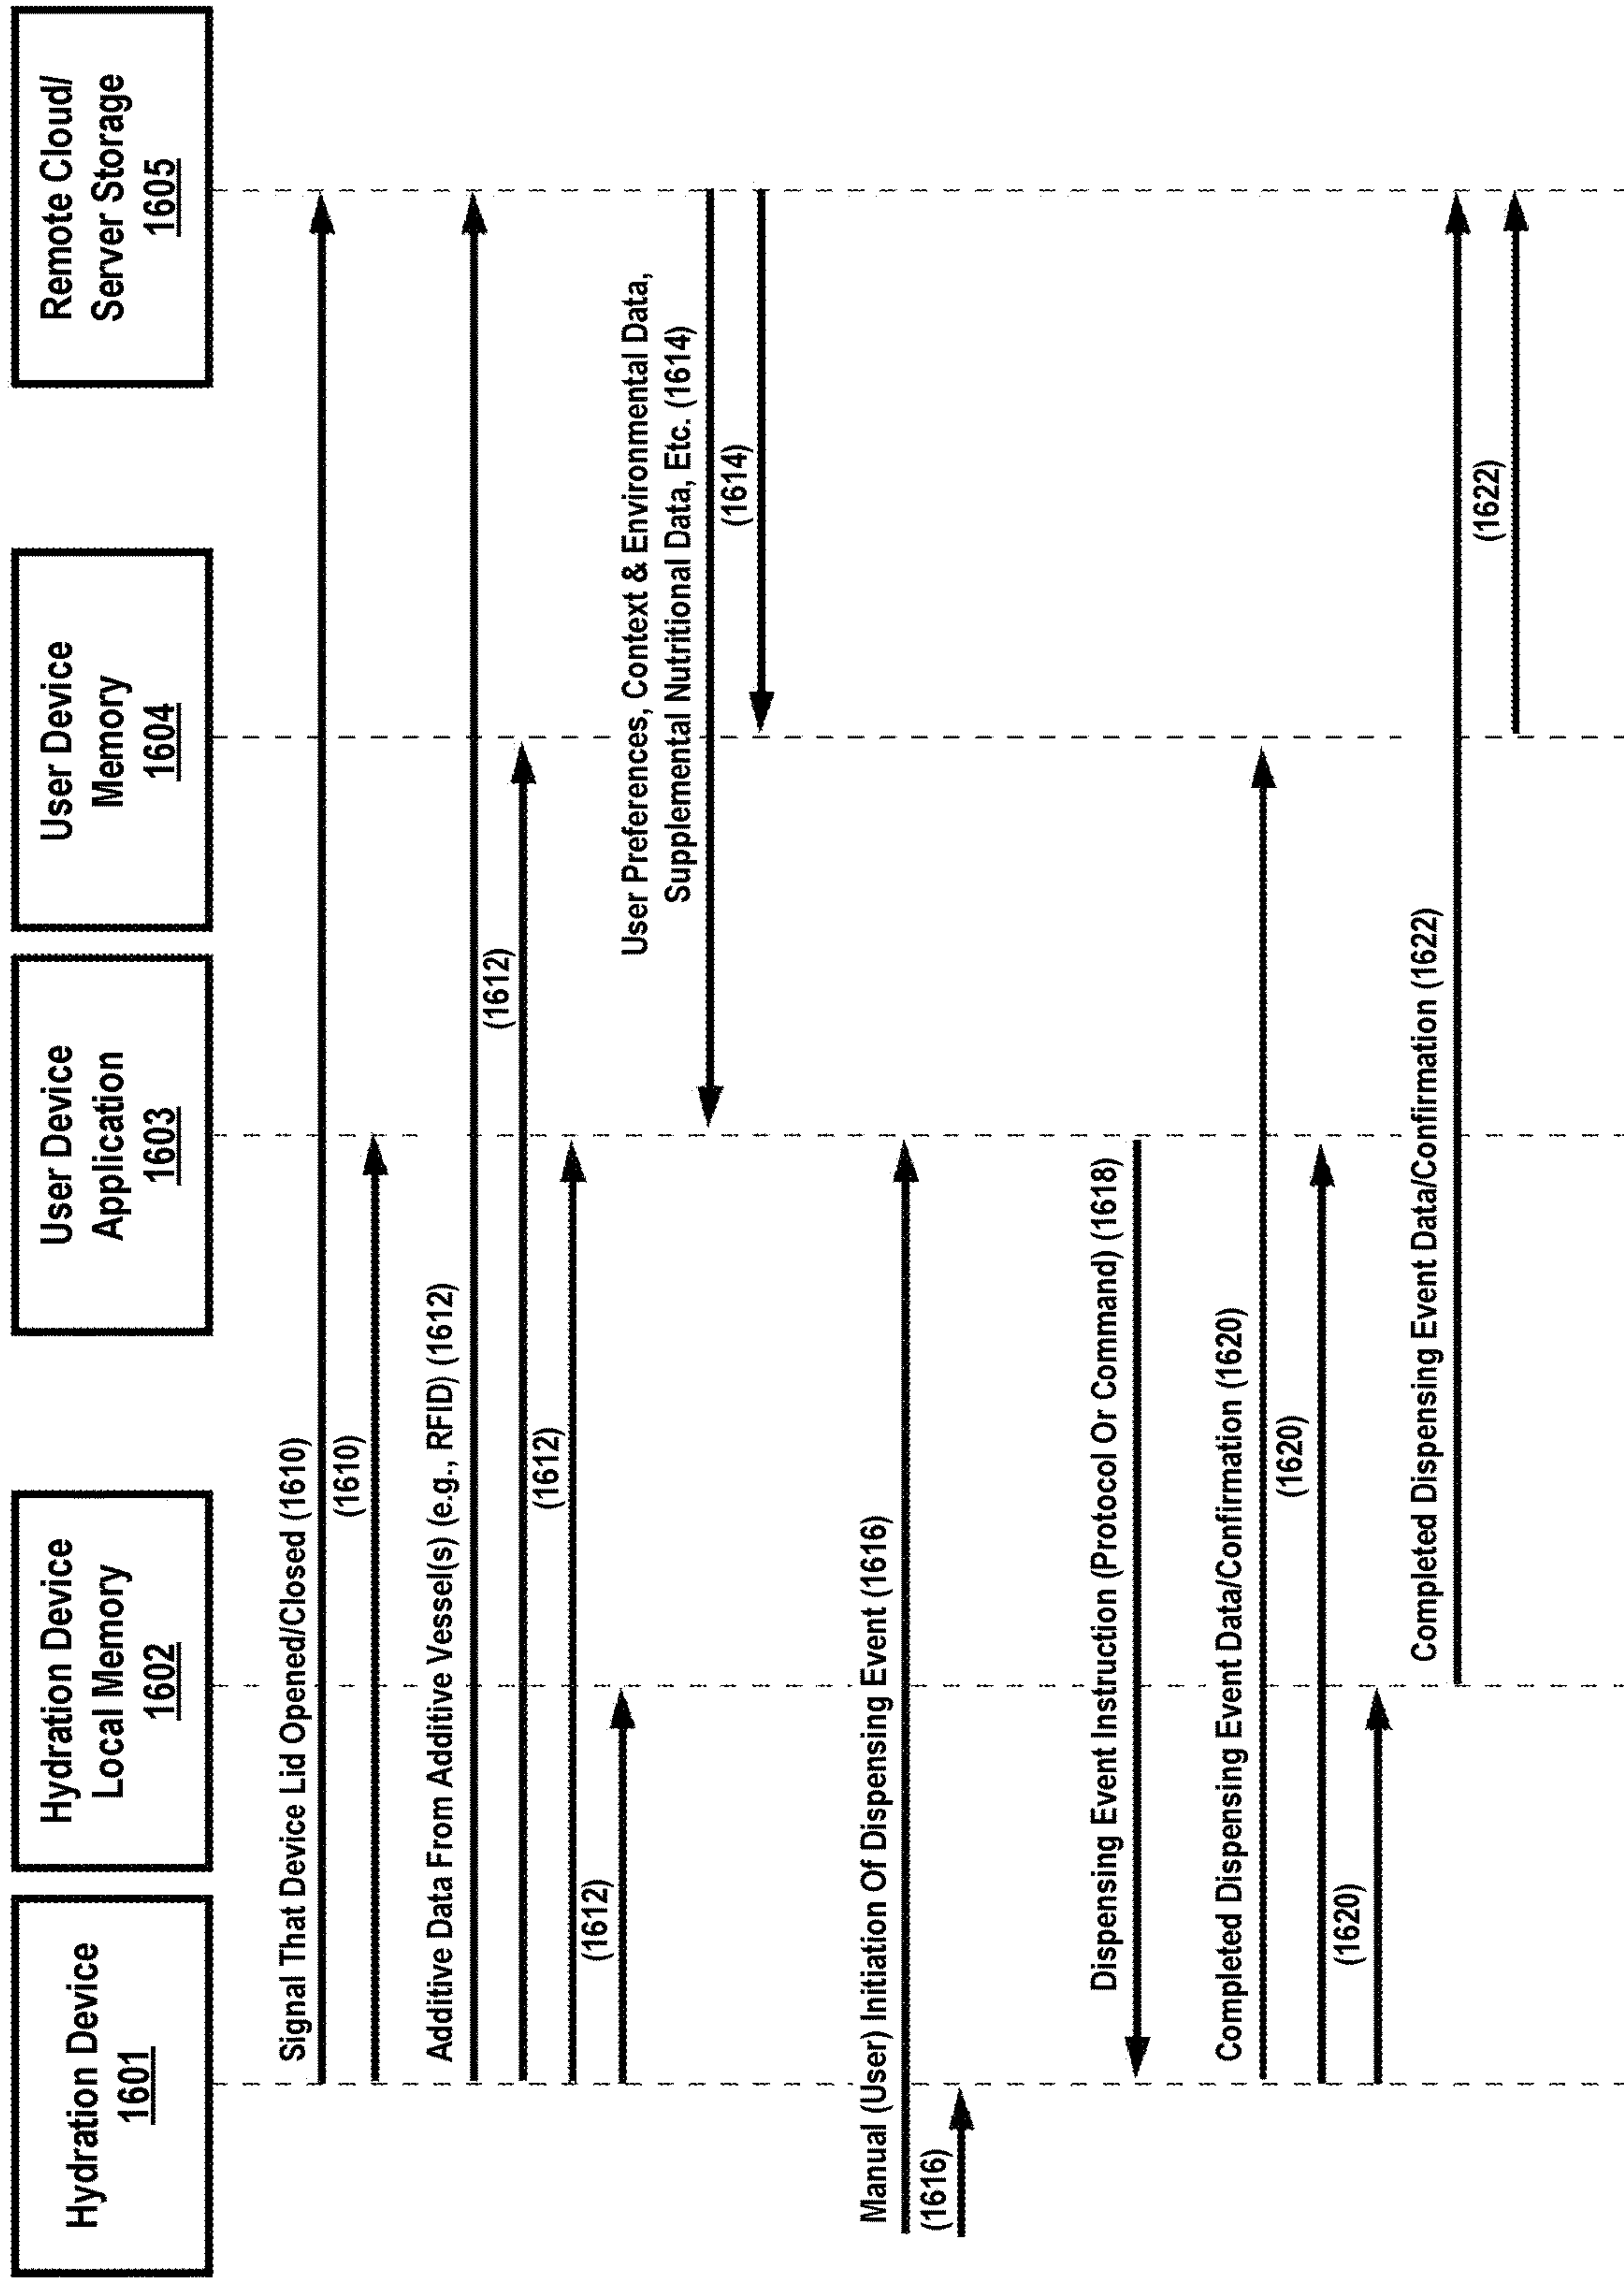 Hydration Device
1601
Hydration Device
Local Memory
1602
User Device
Application
1603
User Device
Memory
1604
Remote Cloud/
Server Storage
1605
Signal That Device Lid Opened/Closed (1610)
(1610)
Additive Data From Additive Vessel(s) (e.g., RFID) (1612)
(1612)
(1612)
(1612)
User Preferences, Context & Environmental Data,
Supplemental Nutritional Data, Etc. (1614)
(1614)
Manual (User) Initiation Of Dispensing Event (1616)
(1616)
Dispensing Event Instruction (Protocol Or Command) (1618)
Completed Dispensing Event Data/Confirmation (1620)
(1620)
(1620)
Completed Dispensing Event Data/Confirmation (1622)
(1622)